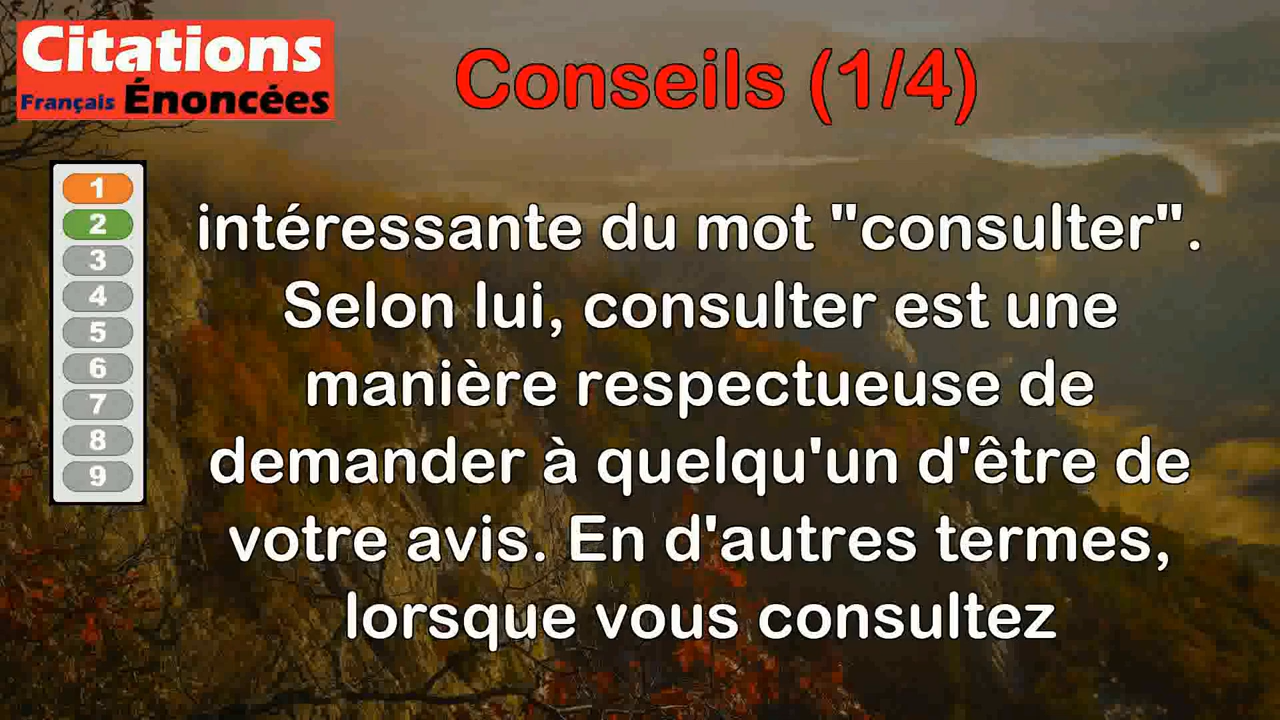 Citations
Français Énoncées
Conseils (1/4)
1
2
3
4
5
6
7
8
9
intéressante du mot "consulter".
Selon lui, consulter est une
manière respectueuse de
demander à quelqu'un d'être de
votre avis. En d'autres termes,
lorsque vous consultez